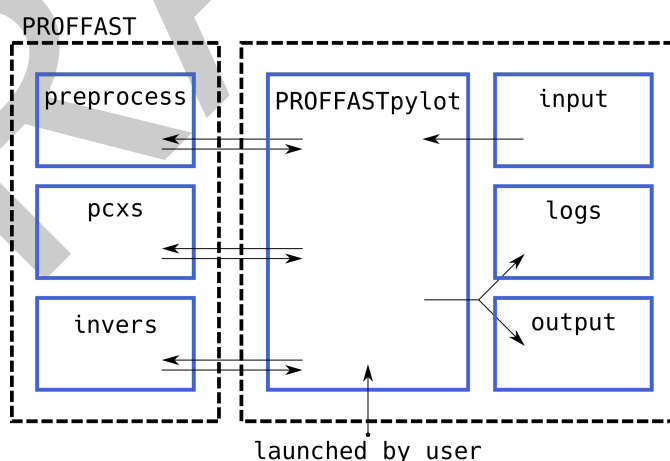 PROFFAST
preprocess
PROFFASTpylot
input
pcxs
logs
invers
output
launched by user